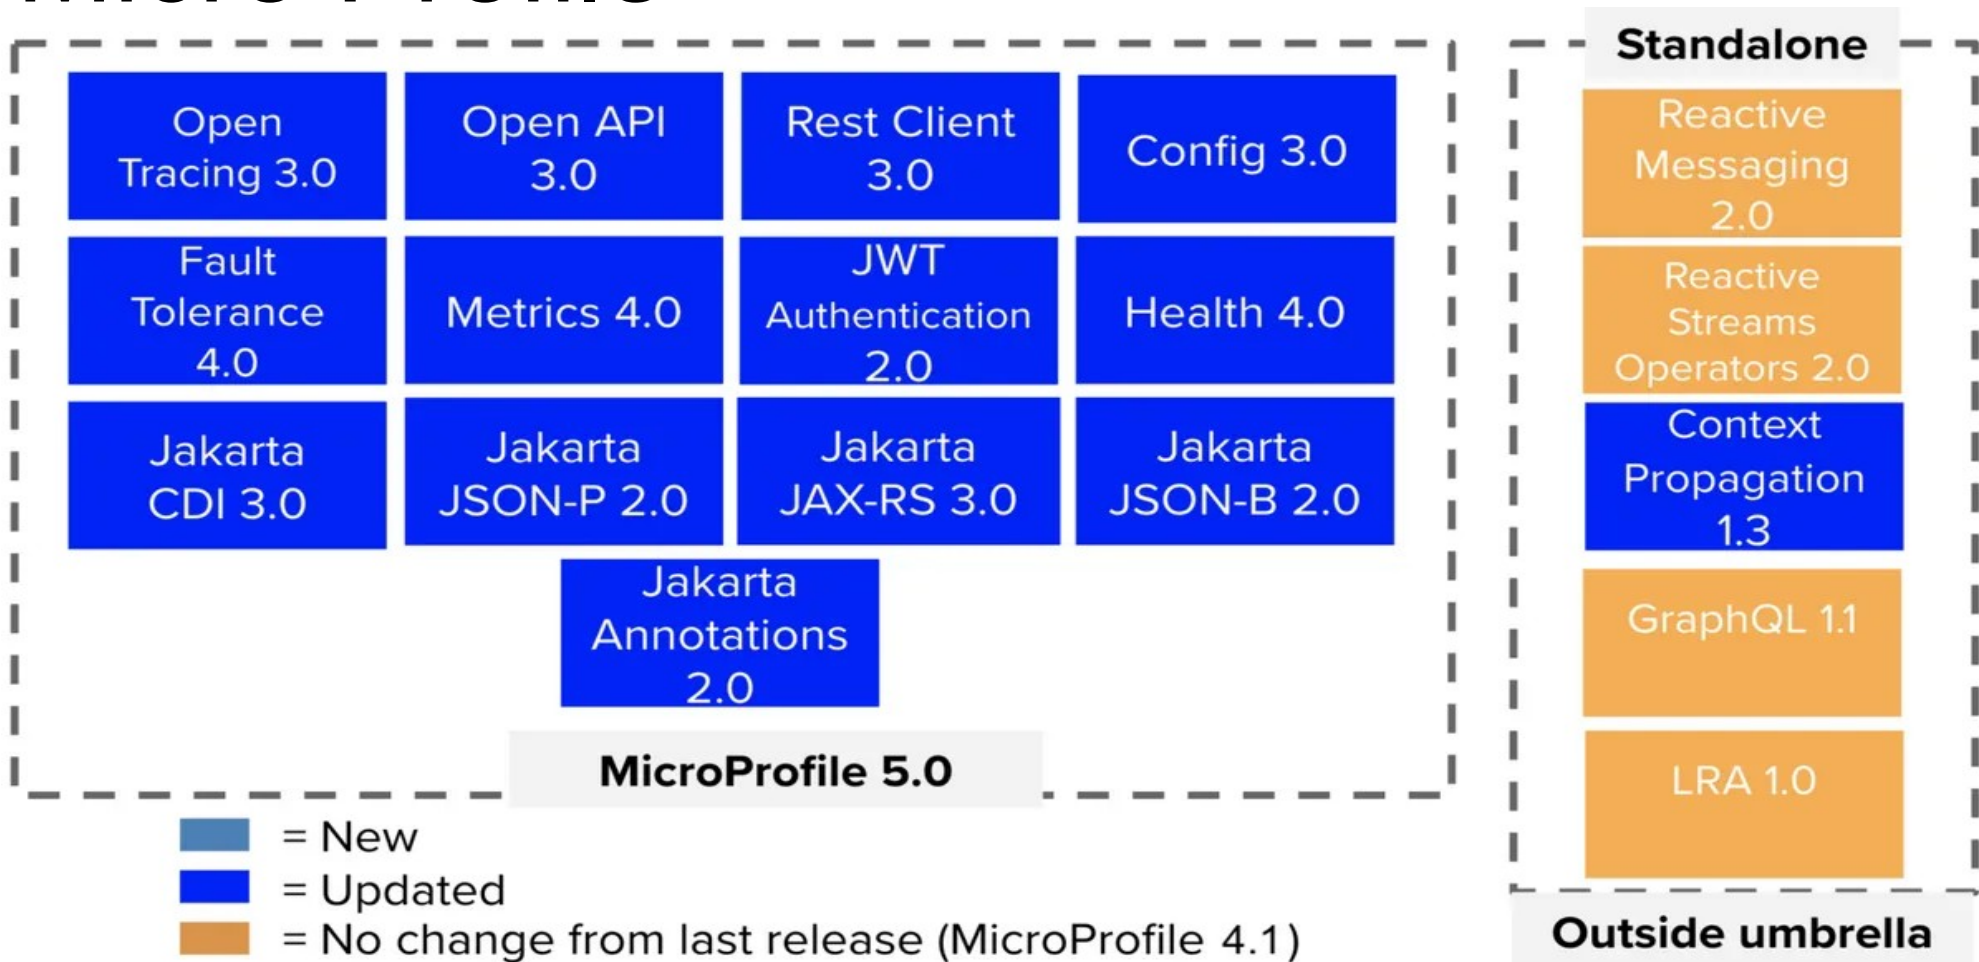 Micro Profile
Open
Tracing 3.0
Open API
3.0
Rest Client
3.0
Config 3.0
Fault
Tolerance
4.0
Metrics 4.0
JWT
Authentication
2.0
Health 4.0
Jakarta
CDI 3.0
Jakarta
JSON-P 2.0
Jakarta
JAX-RS 3.0
Jakarta
JSON-B 2.0
Jakarta
Annotations
2.0
MicroProfile 5.0
= New
= Updated
= No change from last release (MicroProfile 4.1)
Standalone
Reactive
Messaging
2.0
Reactive
Streams
Operators 2.0
Context
Propagation
1.3
GraphQL 1.1
LRA 1.0
Outside umbrella